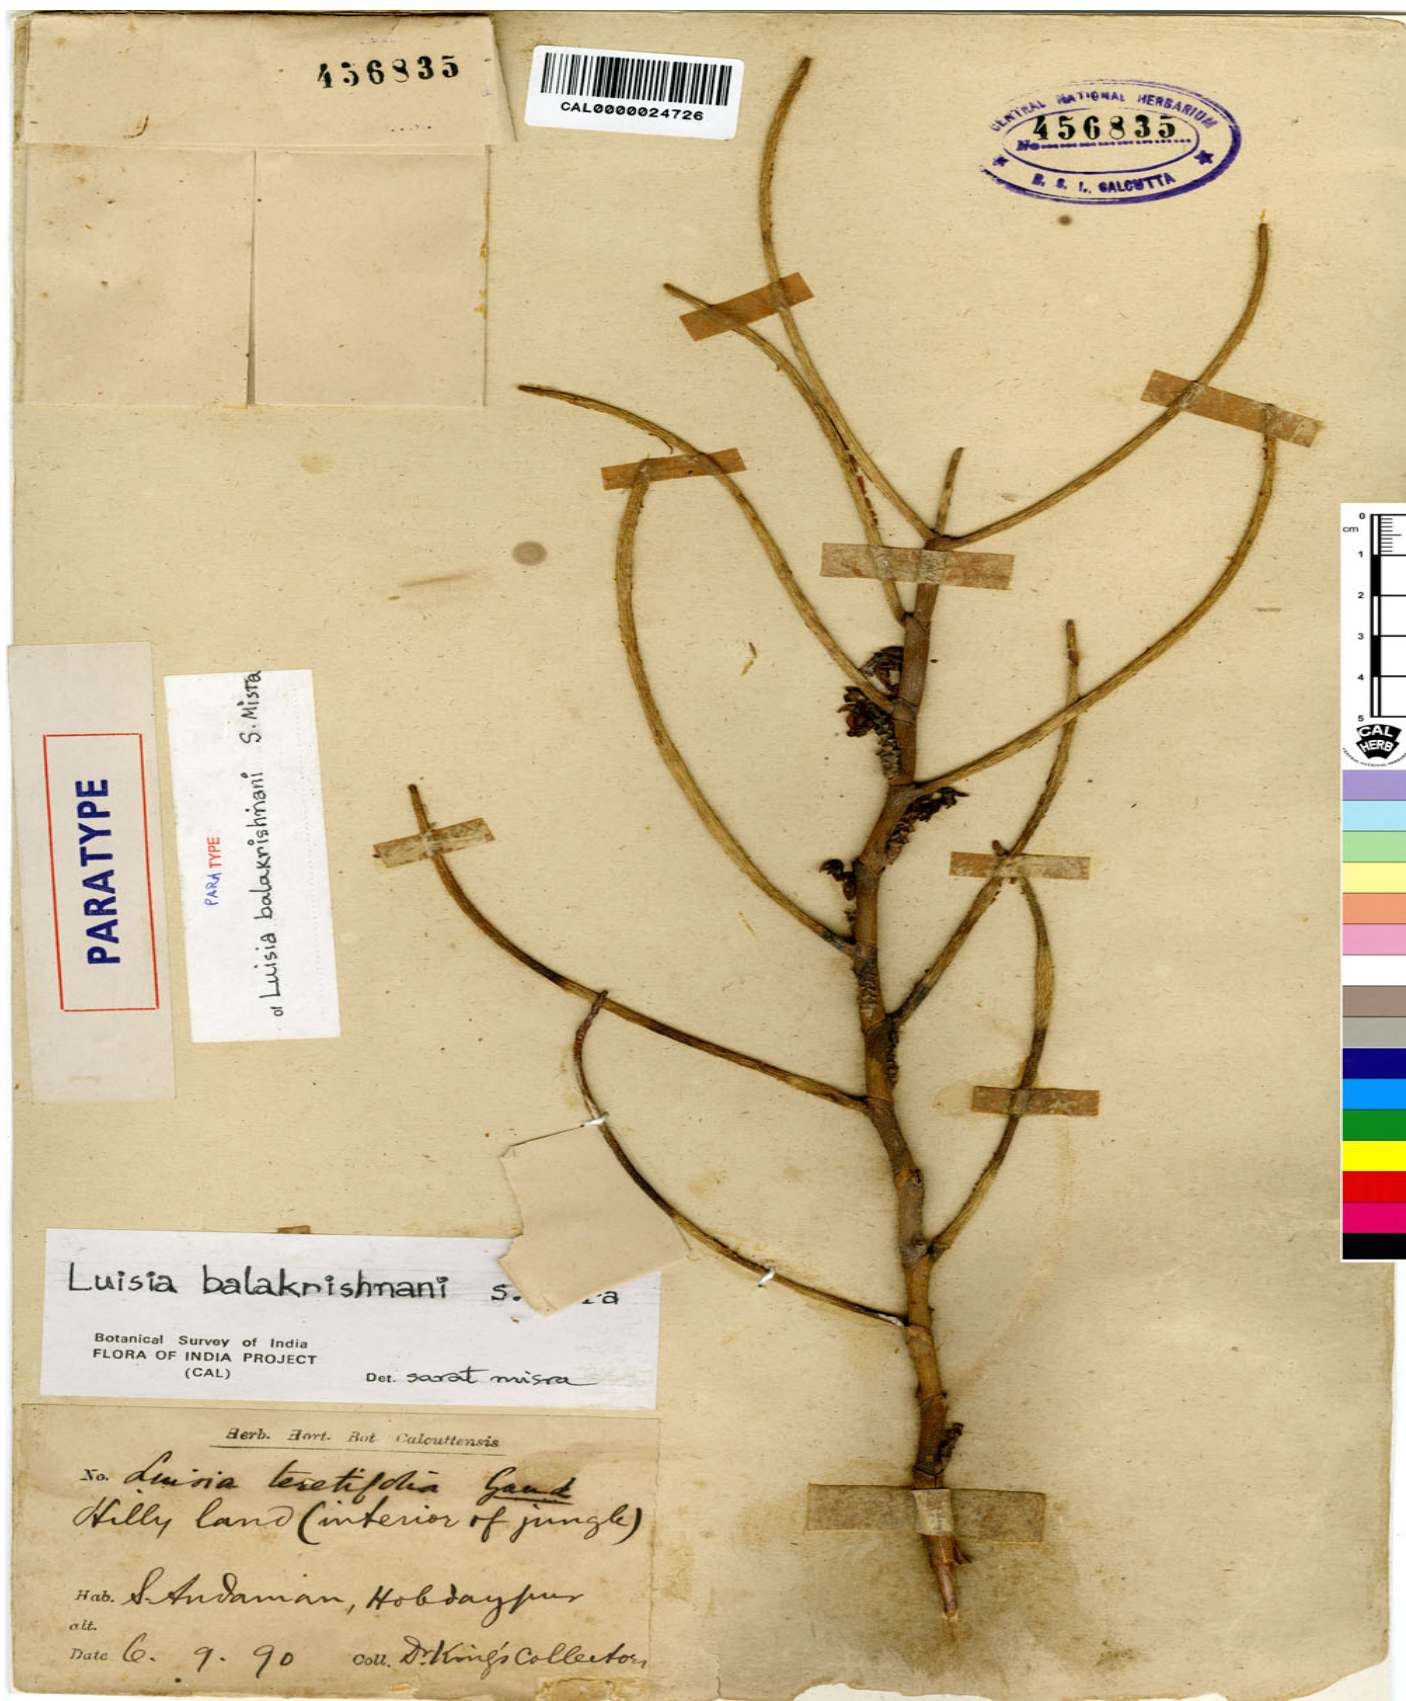 456835
CAL0000024726
CENTRAL NATIONAL HERBARIUM
No 456835
B. S. I. CALCUTTA
0
cm
1
2
3
4
5
CAL
HERB
PARATYPE
PARATYPE
of Luisia balakrishnani S. Misra
Luisia balakrishnani S.
Botanical Survey of India
FLORA OF INDIA PROJECT
(CAL)
Det. sarat misra
Herb. Hort. Bot Calcuttensis
No. Luisia teretifolia Gaud
Hilly land (interior of jungle)
Hab. S. Andaman, Hobdaypur
alt.
Date 6. 9. 90 Coll. Dr King's Collector